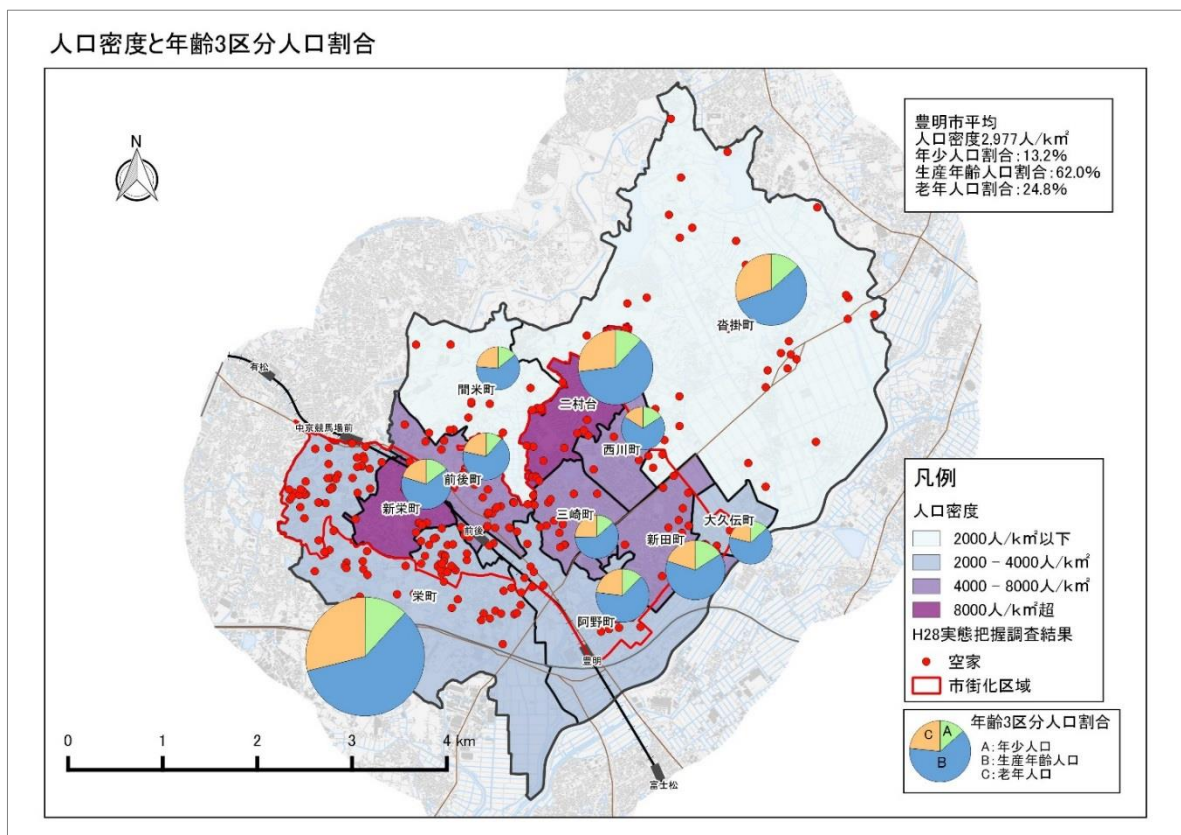 人口密度と年齢3区分人口割合
N
豊明市平均
人口密度2,977人/k㎡
年少人口割合:13.2%
生産年齢人口割合:62.0%
老年人口割合:24.8%
沓掛町
間米町
有松
二村台
中京競馬場前
西川町
前後町
新栄町
三崎町
大久伝町
前後
新田町
栄町
阿野町
豊明
富士松
0 1 2 3 4 km
凡例
人口密度
2000人/k㎡以下
2000 - 4000人/k㎡
4000 - 8000人/k㎡
8000人/k㎡超
H28実態把握調査結果
空家
市街化区域
年齢3区分人口割合
C A
B
A:年少人口
B:生産年齢人口
C:老年人口